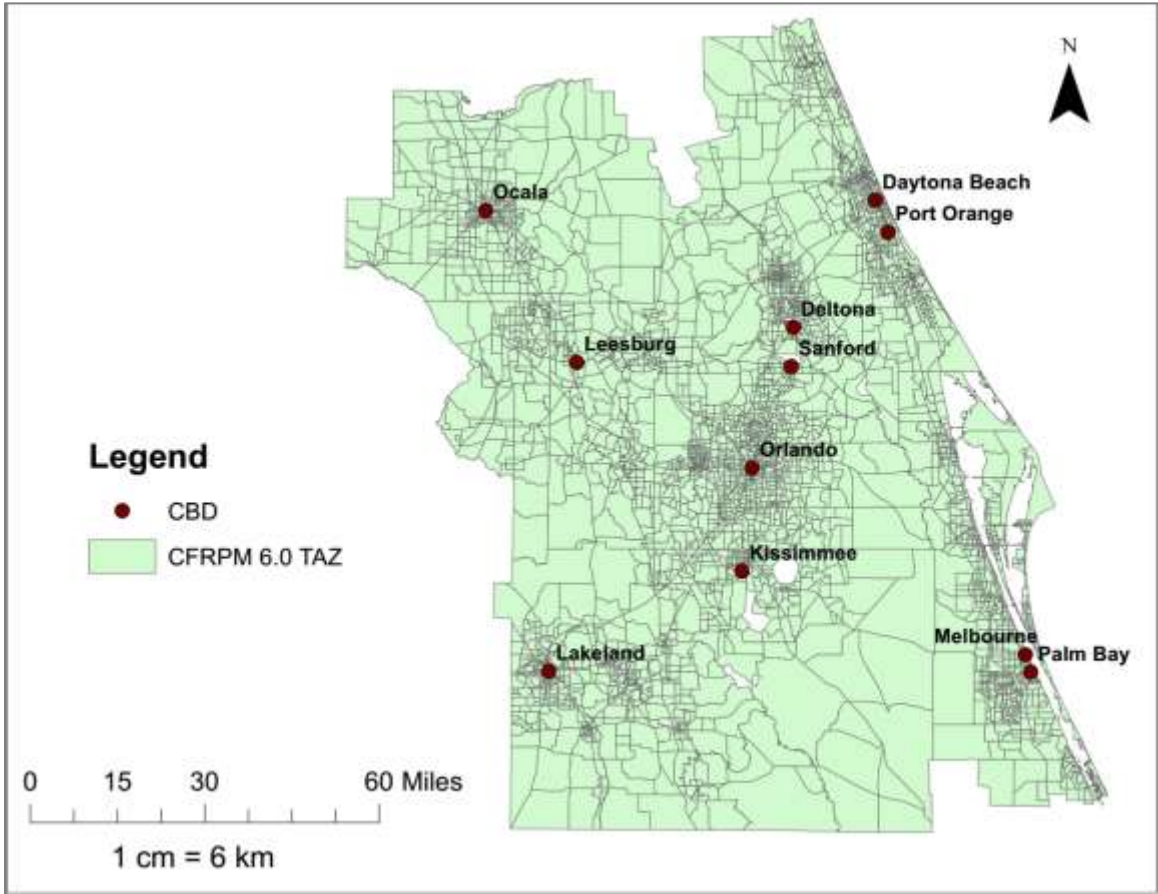 N
Daytona Beach
Port Orange
Ocala
Deltona
Sanford
Leesburg
Orlando
Kissimmee
Melbourne
Palm Bay
Lakeland
Legend
CBD
CFRPM 6.0 TAZ
0 15 30 60 Miles
1 cm = 6 km